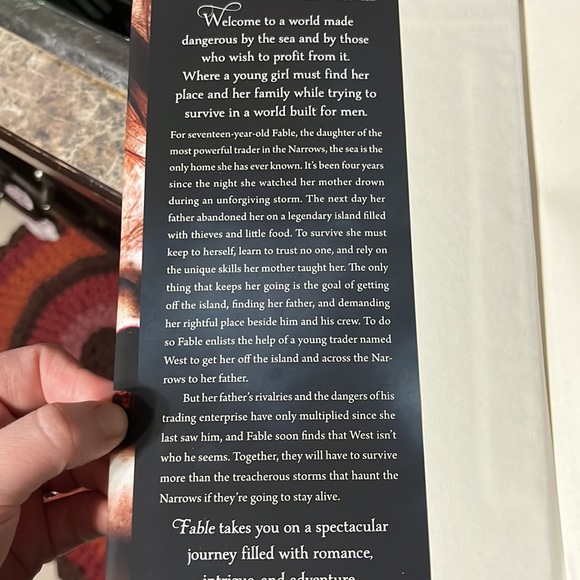 Welcome to a world made
dangerous by the sea and by those
who wish to profit from it.
Where a young girl must find her
place and her family while trying to
survive in a world built for men.
For seventeen-year-old Fable, the daughter of the
most powerful trader in the Narrows, the sea is the
only home she has ever known. It's been four years
since the night she watched her mother drown
during an unforgiving storm. The next day her
father abandoned her on a legendary island filled
with thieves and little food. To survive she must
keep to herself, learn to trust no one, and rely on
the unique skills her mother taught her. The only
thing that keeps her going is the goal of getting
off the island, finding her father, and demanding
her rightful place beside him and his crew. To do
so Fable enlists the help of a young trader named
West to get her off the island and across the Nar-
rows to her father.
But her father's rivalries and the dangers of his
trading enterprise have only multiplied since she
last saw him, and Fable soon finds that West isn't
who he seems. Together, they will have to survive
more than the treacherous storms that haunt the
Narrows if they're going to stay alive.
Fable takes you on a spectacular
journey filled with romance,
intrigue, and adventure